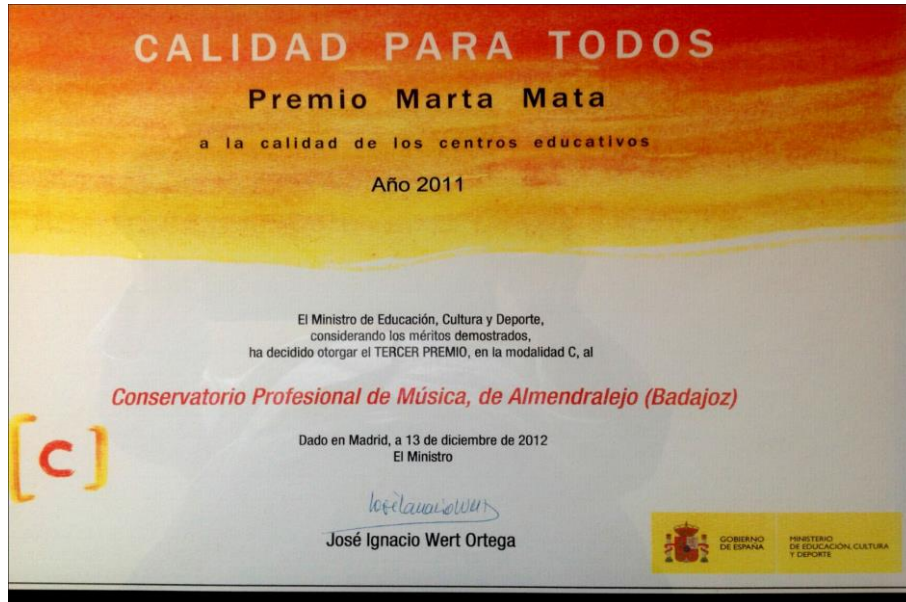 CALIDAD PARA TODOS
Premio Marta Mata
a la calidad de los centros educativos
Año 2011
El Ministro de Educación, Cultura y Deporte,
considerando los méritos demostrados,
ha decidido otorgar el TERCER PREMIO, en la modalidad C, al
Conservatorio Profesional de Música, de Almendralejo (Badajoz)
[c]
Dado en Madrid, a 13 de diciembre de 2012
El Ministro
José Ignacio Wert Ortega
GOBIERNO
DE ESPAÑA
MINISTERIO
DE EDUCACIÓN, CULTURA
Y DEPORTE